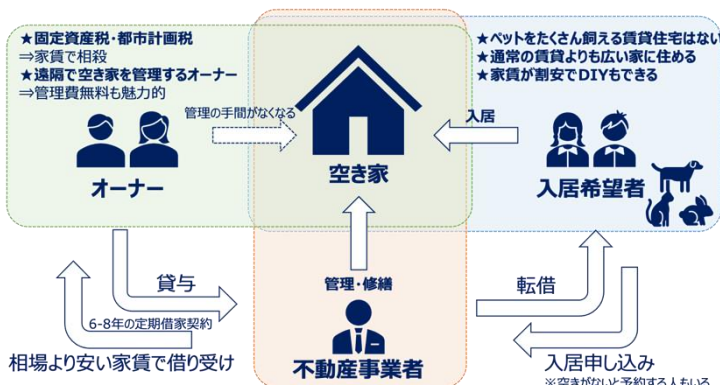 ★固定資産税・都市計画税
⇒家賃で相殺
★遠隔で空き家を管理するオーナー
⇒管理費無料も魅力的
管理の手間がなくなる
オーナー
空き家
★ペットをたくさん飼える賃貸住宅はない
★通常の賃貸よりも広い家に住める
★家賃が割安でDIYもできる
入居
入居希望者
貸与
6-8年の定期借家契約
相場より安い家賃で借り受け
管理・修繕
不動産事業者
転借
入居申し込み
※空きがないと予約する人もいる